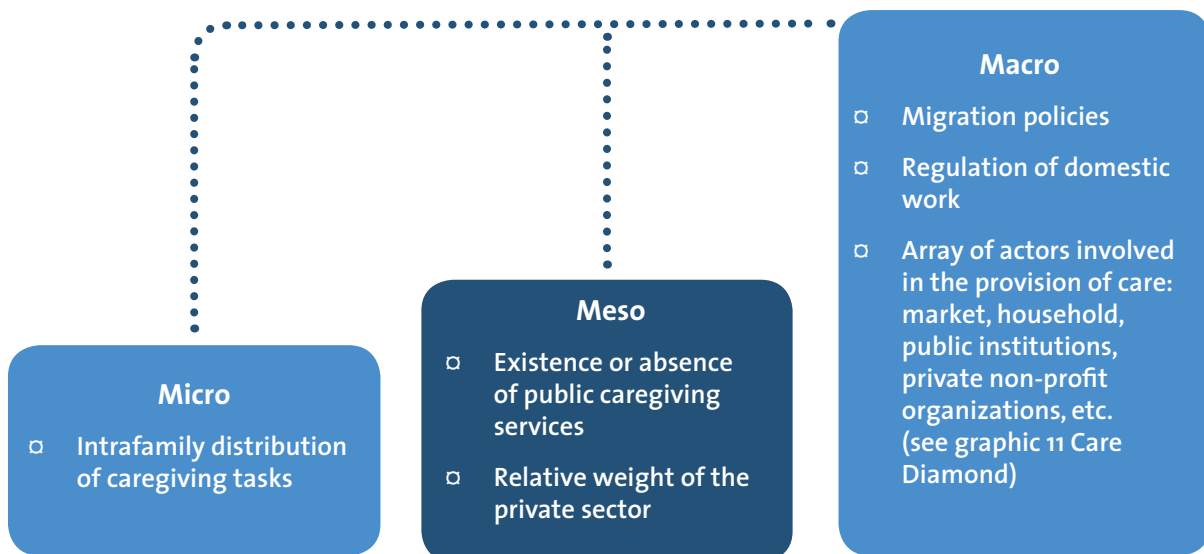 Micro
¤ Intrafamily distribution
of caregiving tasks
Meso
¤ Existence or absence
of public caregiving
services
¤ Relative weight of the
private sector
Macro
¤ Migration policies
¤ Regulation of domestic
work
¤ Array of actors involved
in the provision of care:
market, household,
public institutions,
private non-profit
organizations, etc.
(see graphic 11 Care
Diamond)